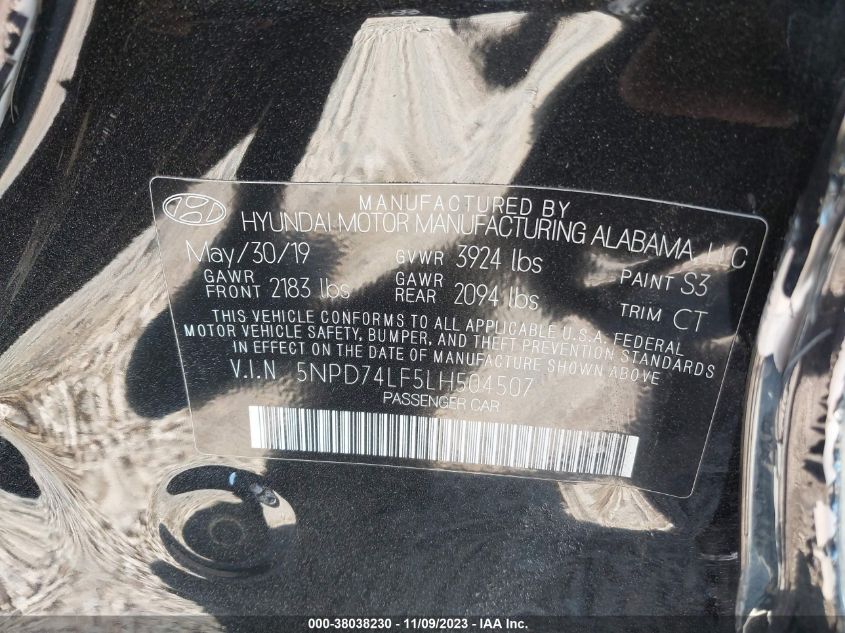 MANUFACTURED BY
HYUNDAI MOTOR MANUFACTURING ALABAMA, LLC
May/30/19 GVWR 3924 lbs PAINT S3
GAWR FRONT 2183 lbs GAWR REAR 2094 lbs TRIM CT
THIS VEHICLE CONFORMS TO ALL APPLICABLE U.S.A. FEDERAL
MOTOR VEHICLE SAFETY, BUMPER, AND THEFT PREVENTION STANDARDS
IN EFFECT ON THE DATE OF MANUFACTURE SHOWN ABOVE
V.I.N 5NPD74LF5LH504507
PASSENGER CAR
000-38038230 - 11/09/2023 - IAA Inc.